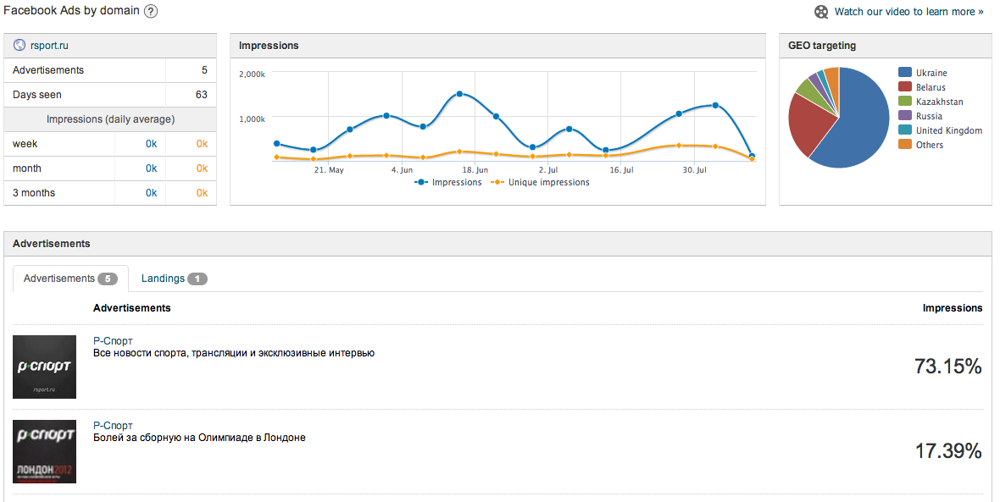 Facebook Ads by domain ?
Watch our video to learn more »
rsport.ru
Advertisements 5
Days seen 63
Impressions (daily average)
week 0k 0k
month 0k 0k
3 months 0k 0k
Impressions
2,000k
1,000k
21. May 4. Jun 18. Jun 2. Jul 16. Jul 30. Jul
Impressions Unique impressions
GEO targeting
Ukraine
Belarus
Kazakhstan
Russia
United Kingdom
Others
Advertisements
Advertisements 5 Landings 1
Advertisements Impressions
Р-Спорт
Все новости спорта, трансляции и эксклюзивные интервью
р·спорт
rsport.ru
73.15%
Р-Спорт
Болей за сборную на Олимпиаде в Лондоне
р·спорт
ЛОНДОН2012
17.39%